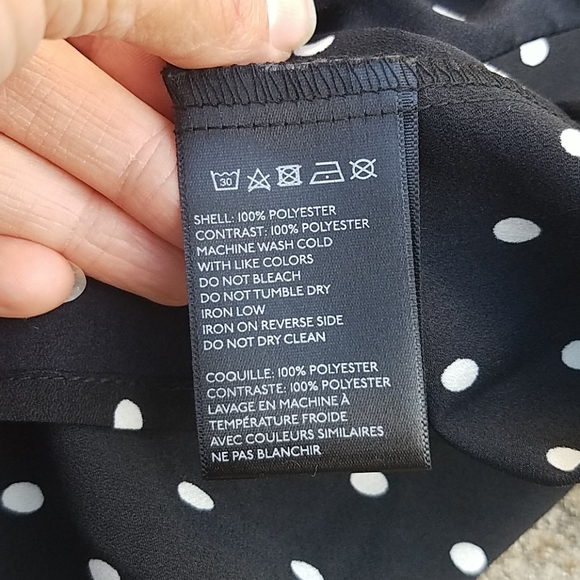 30
SHELL: 100% POLYESTER
CONTRAST: 100% POLYESTER
MACHINE WASH COLD
WITH LIKE COLORS
DO NOT BLEACH
DO NOT TUMBLE DRY
IRON LOW
IRON ON REVERSE SIDE
DO NOT DRY CLEAN
COQUILLE: 100% POLYESTER
CONTRASTE: 100% POLYESTER
LAVAGE EN MACHINE À
TEMPÉRATURE FROIDE
AVEC COULEURS SIMILAIRES
NE PAS BLANCHIR